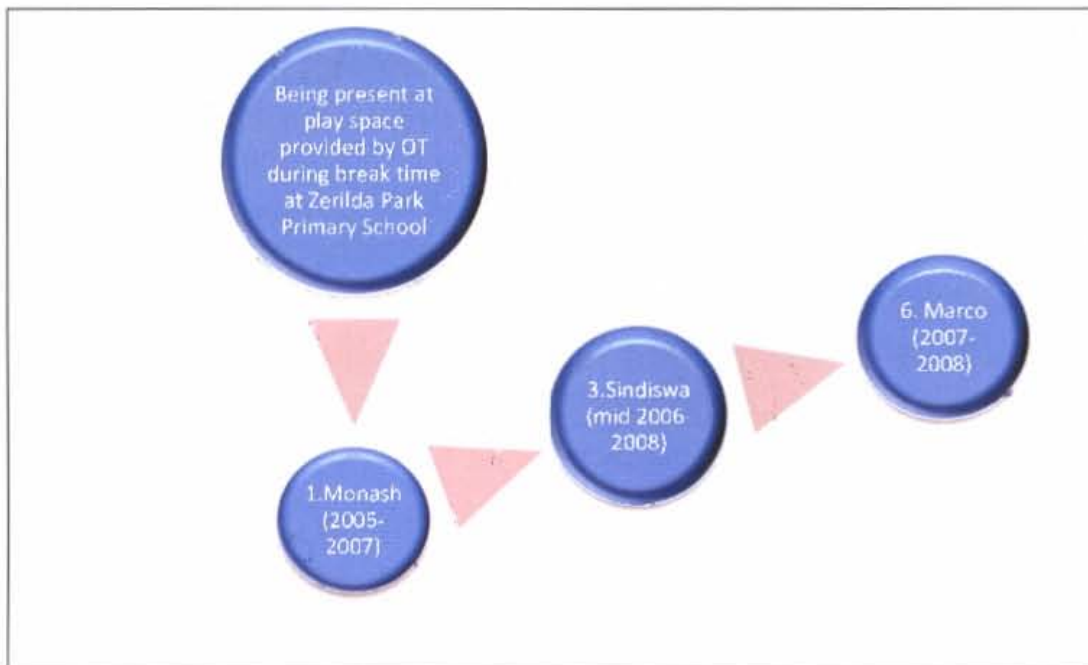 Being present at
play space
provided by OT
during break time
at Zerilda Park
Primary School
6. Marco
(2007-
2008)
3.Sindiswa
(mid 2006-
2008)
1.Monash
(2005-
2007)